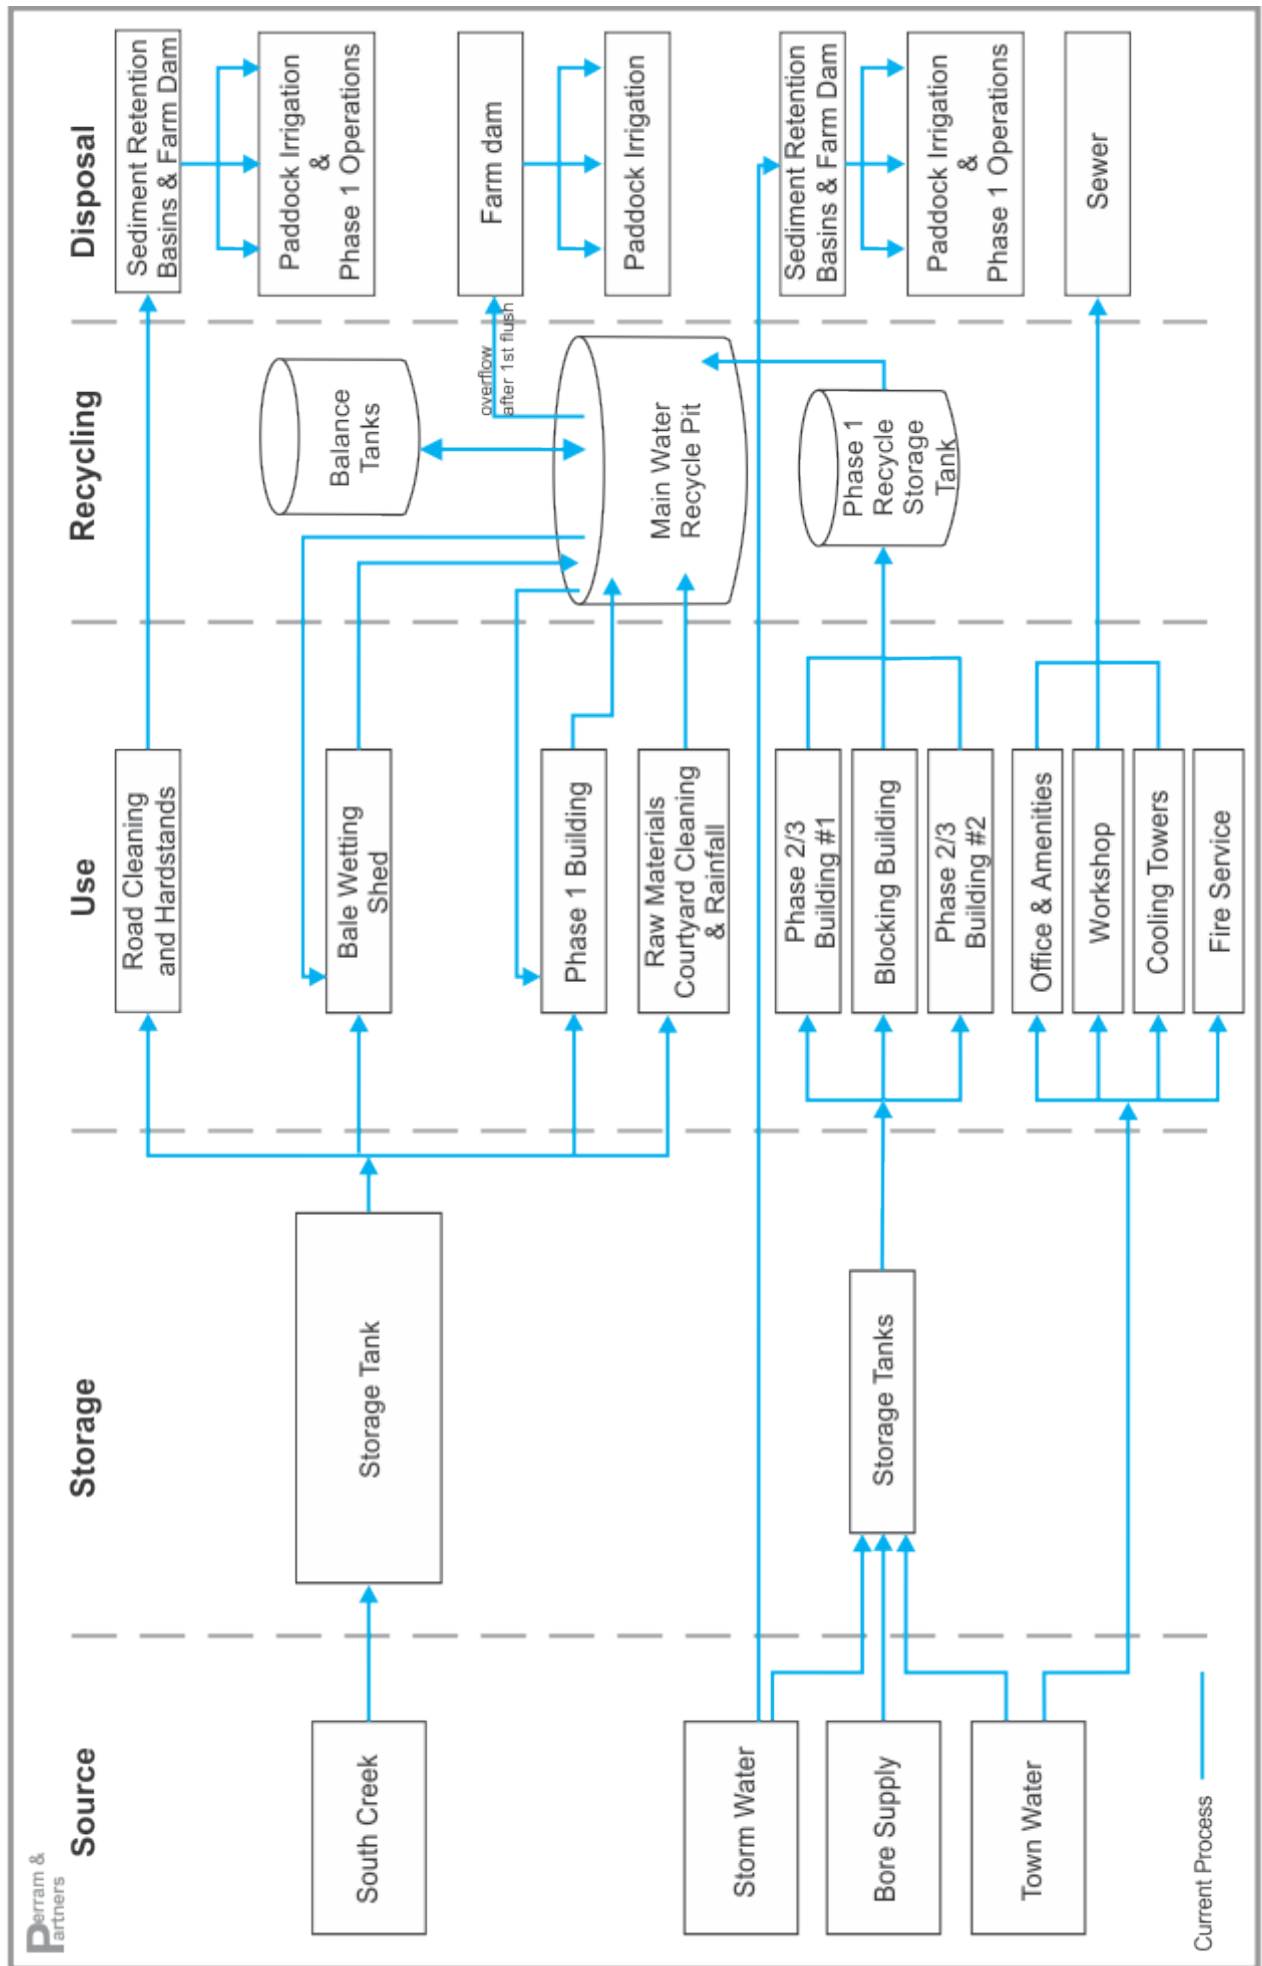 Perram &
Partners
Source
Storage
Use
Recycling
Disposal
South Creek
Storage Tank
Road Cleaning
and Hardstands
Sediment Retention
Basins & Farm Dam
Paddock Irrigation
&
Phase 1 Operations
Bale Wetting
Shed
Balance
Tanks
Phase 1 Building
Raw Materials
Courtyard Cleaning
& Rainfall
Main Water
Recycle Pit
overflow
after 1st flush
Farm dam
Paddock Irrigation
Storm Water
Bore Supply
Town Water
Storage Tanks
Phase 2/3
Building #1
Blocking Building
Phase 2/3
Building #2
Phase 1
Recycle
Storage
Tank
Sediment Retention
Basins & Farm Dam
Paddock Irrigation
&
Phase 1 Operations
Office & Amenities
Workshop
Cooling Towers
Fire Service
Sewer
Current Process